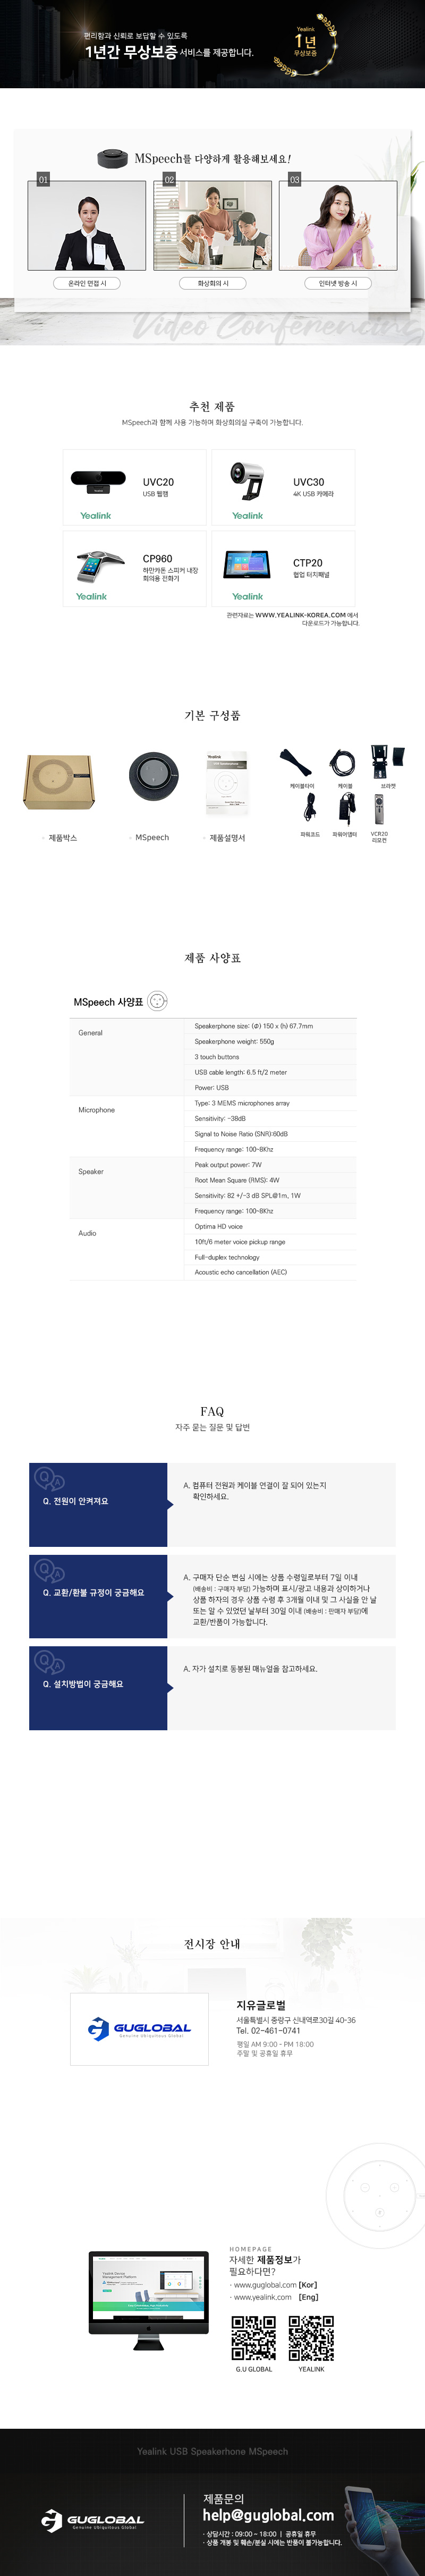 편리함과 신뢰로 보답할 수 있도록
1년간 무상보증 서비스를 제공합니다.
Yealink
1년
무상보증
MSpeech를 다양하게 활용해보세요!
01
02
03
온라인 면접 시
화상회의 시
인터넷 방송 시
Video Conferencing
추천 제품
MSpeech과 함께 사용 가능하며 화상회의실 구축이 가능합니다.
UVC20
USB 웹캠
Yealink
UVC30
4K USB 카메라
Yealink
CP960
하만카돈 스피커 내장
회의용 전화기
Yealink
CTP20
협업 터치패널
Yealink
관련자료는 WWW.YEALINK-KOREA.COM 에서
다운로드가 가능합니다.
기본 구성품
케이블타이
케이블
브라켓
파워코드
파워어댑터
VCR20
리모컨
제품박스
MSpeech
제품설명서
제품 사양표
MSpeech 사양표
General
Speakerphone size: (Φ) 150 x (h) 67.7mm
Speakerphone weight: 550g
3 touch buttons
USB cable length: 6.5 ft/2 meter
Power: USB
Microphone
Type: 3 MEMS microphones array
Sensitivity: -38dB
Signal to Noise Ratio (SNR):60dB
Frequency range: 100~8Khz
Speaker
Peak output power: 7W
Root Mean Square (RMS): 4W
Sensitivity: 82 +/-3 dB SPL@1m, 1W
Frequency range: 100~8Khz
Audio
Optima HD voice
10ft/6 meter voice pickup range
Full-duplex technology
Acoustic echo cancellation (AEC)
FAQ
자주 묻는 질문 및 답변
Q. 전원이 안켜져요
A. 컴퓨터 전원과 케이블 연결이 잘 되어 있는지
확인하세요.
Q. 교환/환불 규정이 궁금해요
A. 구매자 단순 변심 시에는 상품 수령일로부터 7일 이내
(배송비 : 구매자 부담) 가능하며 표시/광고 내용과 상이하거나
상품 하자의 경우 상품 수령 후 3개월 이내 및 그 사실을 안 날
또는 알 수 있었던 날부터 30일 이내 (배송비 : 판매자 부담)에
교환/반품이 가능합니다.
Q. 설치방법이 궁금해요
A. 자가 설치로 동봉된 매뉴얼을 참고하세요.
전시장 안내
GUGLOBAL
Genuine Ubiquitous Global
지유글로벌
서울특별시 중랑구 신내역로30길 40-36
Tel. 02-461-0741
평일 AM 9:00 - PM 18:00
주말 및 공휴일 휴무
HOMEPAGE
자세한 제품정보가
필요하다면?
· www.guglobal.com [Kor]
· www.yealink.com [Eng]
G.U GLOBAL
YEALINK
Yealink USB Speakerhone MSpeech
GUGLOBAL
Genuine Ubiquitous Global
제품문의
help@guglobal.com
· 상담시간 : 09:00 ~ 18:00 | 공휴일 휴무
· 상품 개봉 및 훼손/분실 시에는 반품이 불가능합니다.